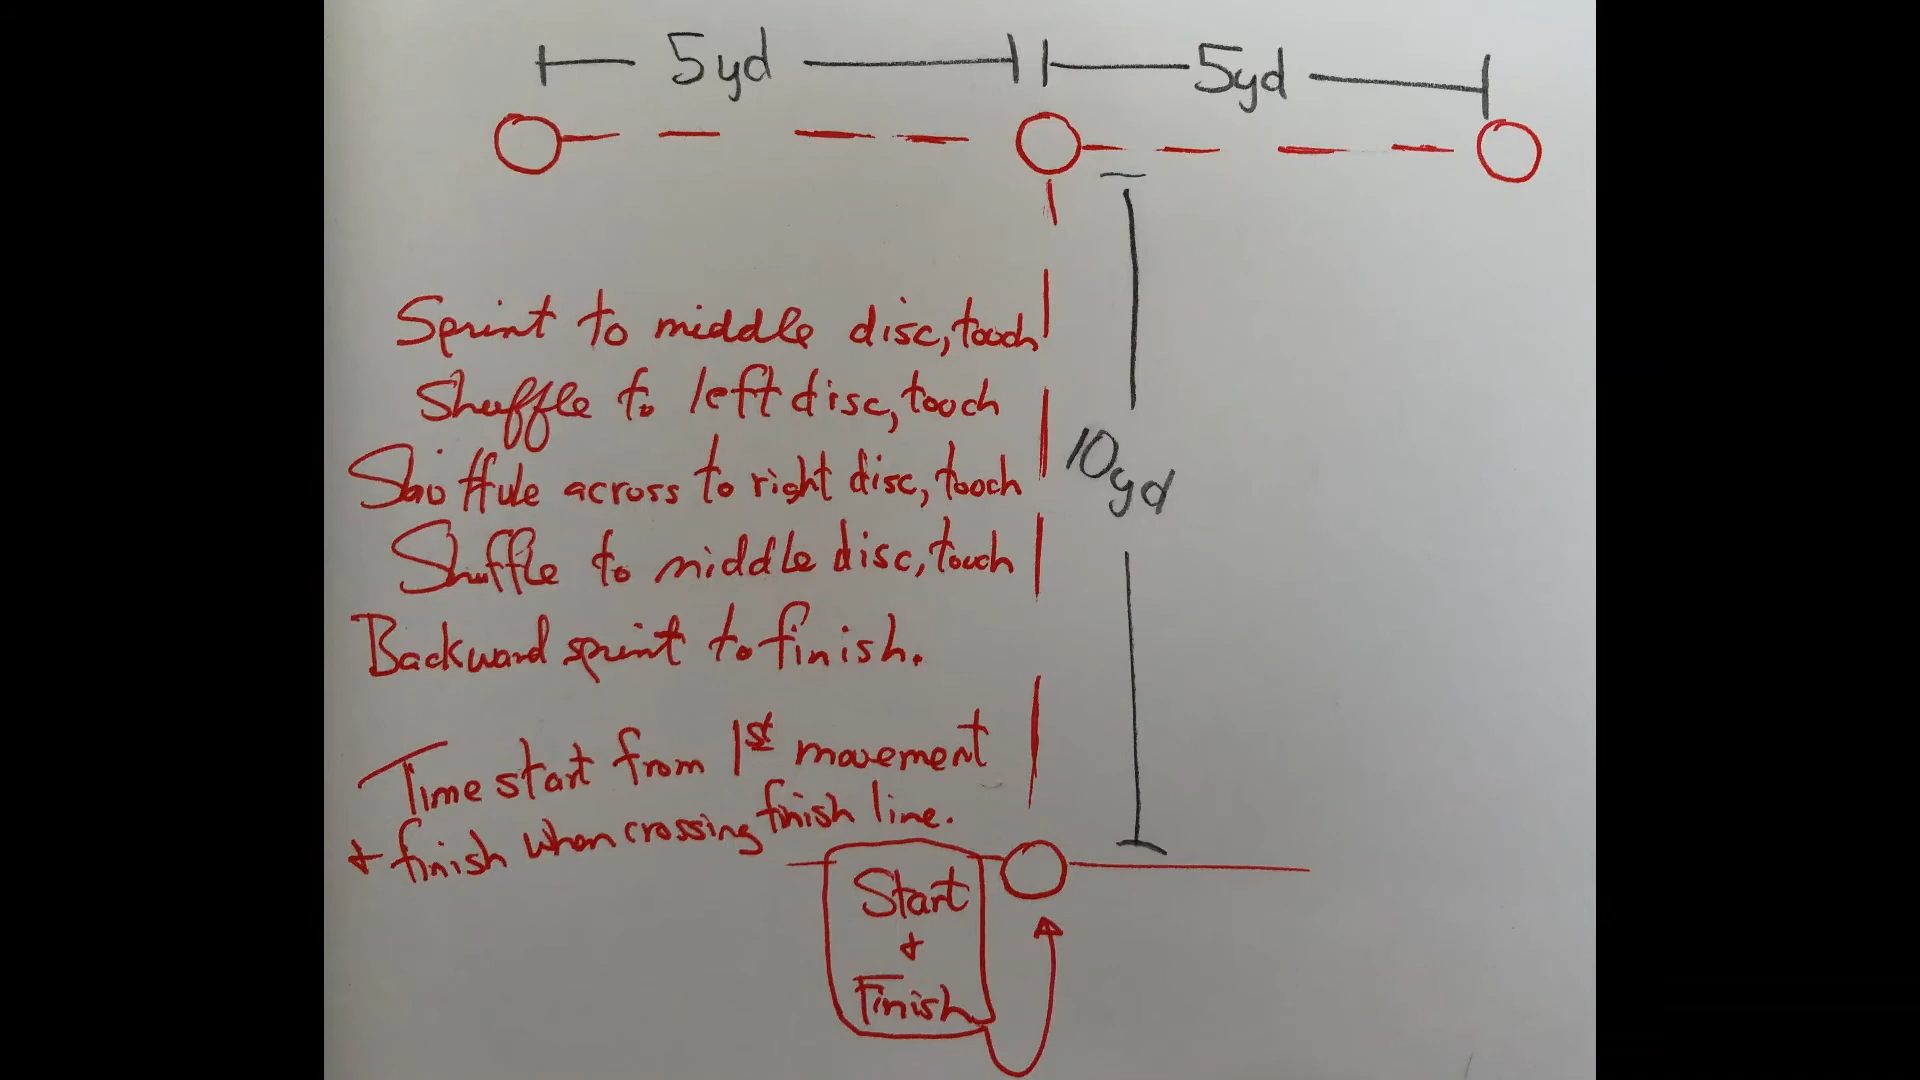 5yd 5yd
Sprint to middle disc, touch
Shuffle to left disc, touch
10yd
Shuffule across to right disc, touch
Shuffle to middle disc, touch
Backward sprint to finish.
Time start from 1st movement
+ finish when crossing finish line.
Start
+
Finish